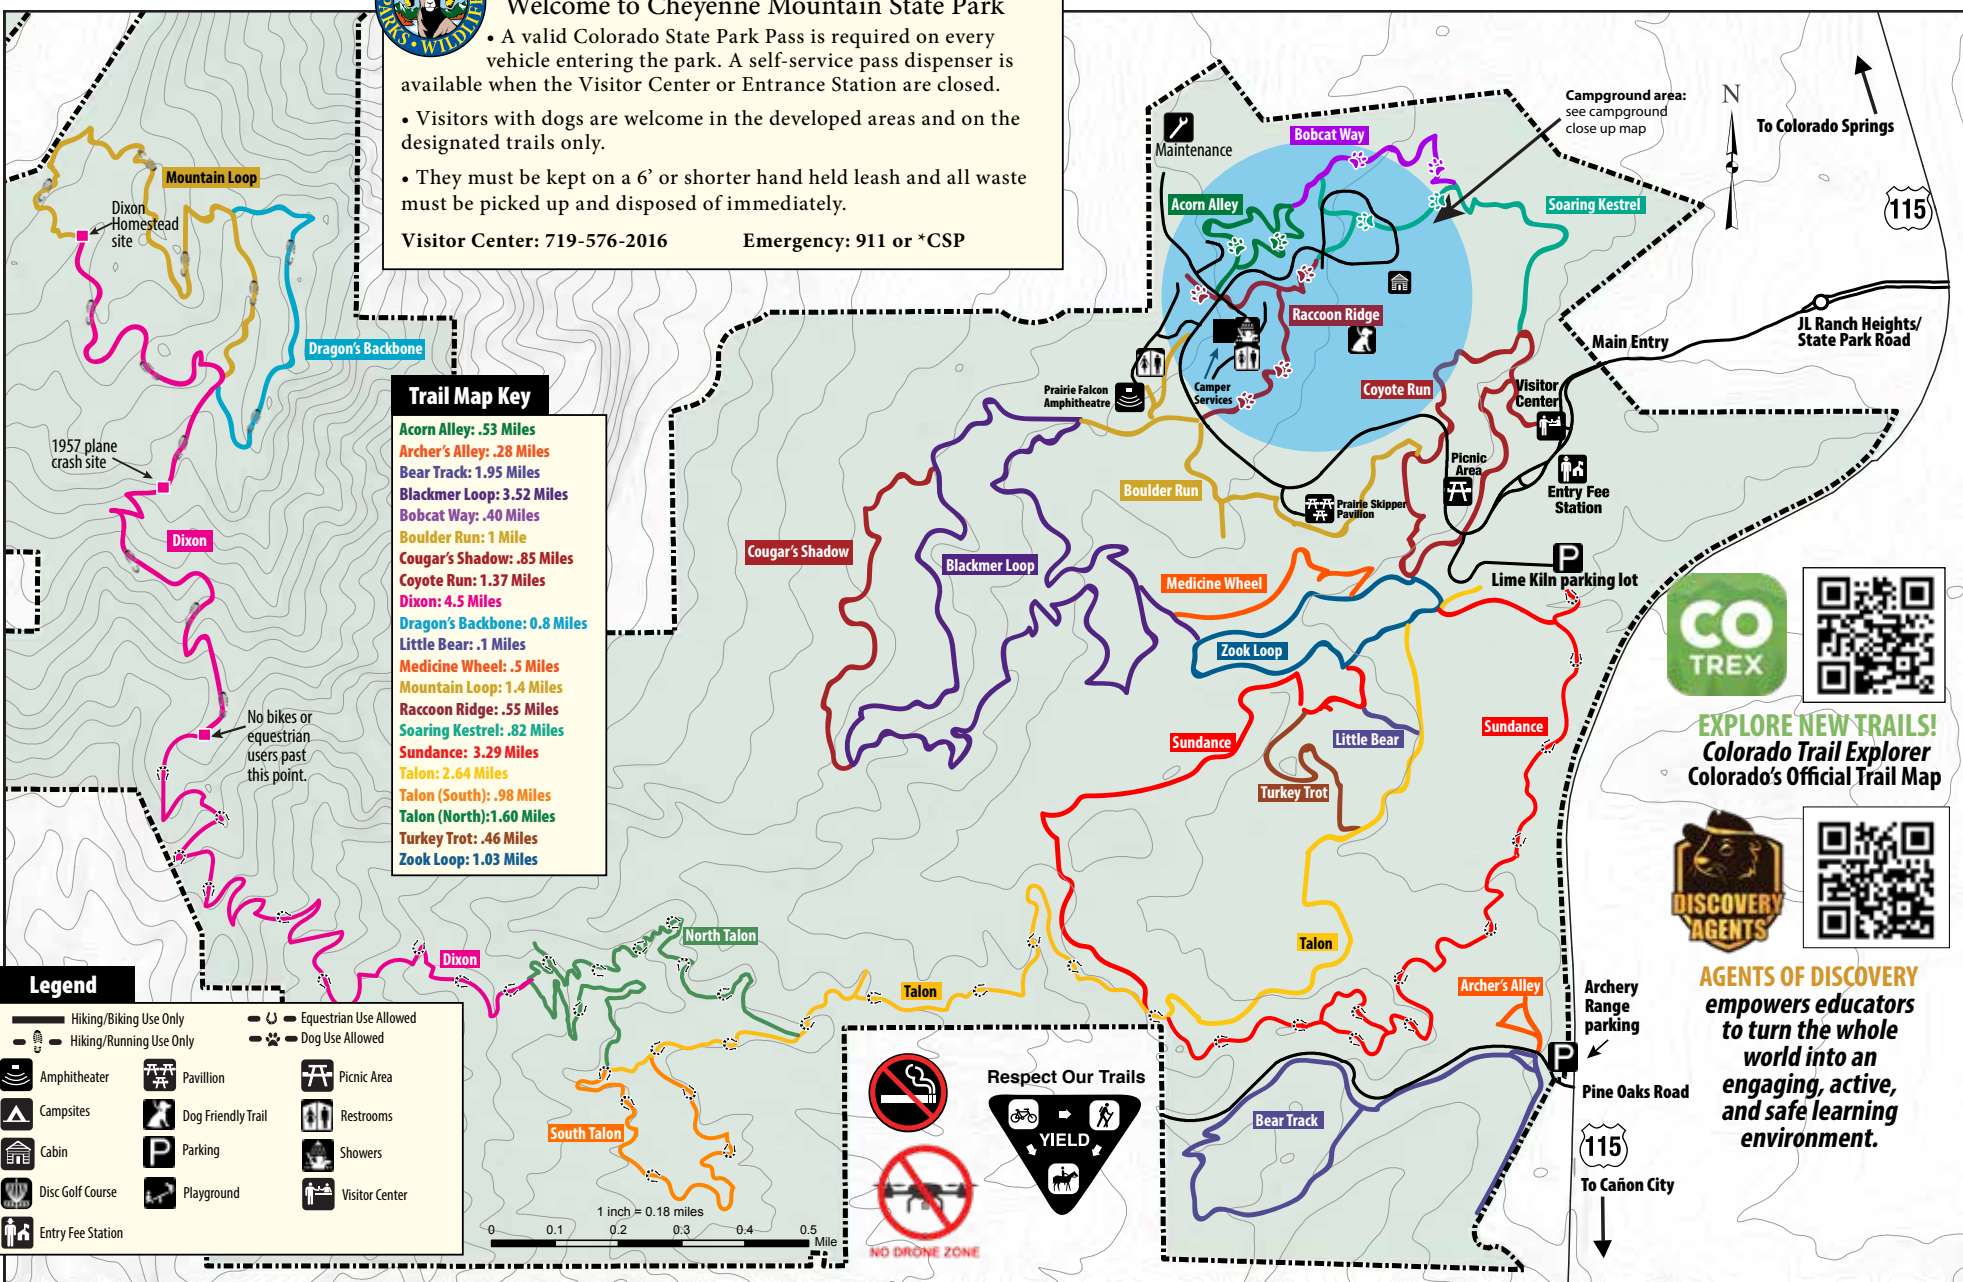 PARKS • WILDLIFE
Welcome to Cheyenne Mountain State Park
• A valid Colorado State Park Pass is required on every
vehicle entering the park. A self-service pass dispenser is
available when the Visitor Center or Entrance Station are closed.
• Visitors with dogs are welcome in the developed areas and on the
designated trails only.
• They must be kept on a 6’ or shorter hand held leash and all waste
must be picked up and disposed of immediately.
Visitor Center: 719-576-2016 Emergency: 911 or *CSP
Mountain Loop
Dixon
Homestead
site
Dragon's Backbone
1957 plane
crash site
Dixon
No bikes or
equestrian
users past
this point.
Trail Map Key
Acorn Alley: .53 Miles
Archer’s Alley: .28 Miles
Bear Track: 1.95 Miles
Blackmer Loop: 3.52 Miles
Bobcat Way: .40 Miles
Boulder Run: 1 Mile
Cougar’s Shadow: .85 Miles
Coyote Run: 1.37 Miles
Dixon: 4.5 Miles
Dragon’s Backbone: 0.8 Miles
Little Bear: .1 Miles
Medicine Wheel: .5 Miles
Mountain Loop: 1.4 Miles
Raccoon Ridge: .55 Miles
Soaring Kestrel: .82 Miles
Sundance: 3.29 Miles
Talon: 2.64 Miles
Talon (South): .98 Miles
Talon (North):1.60 Miles
Turkey Trot: .46 Miles
Zook Loop: 1.03 Miles
Maintenance
Bobcat Way
Acorn Alley
Campground area:
see campground
close up map
Soaring Kestrel
Raccoon Ridge
Camper
Services
Prairie Falcon
Amphitheatre
Coyote Run
Visitor
Center
Main Entry
N
To Colorado Springs
115
JL Ranch Heights/
State Park Road
Picnic
Area
Entry Fee
Station
Boulder Run
Prairie Skipper
Pavilion
Cougar's Shadow
Blackmer Loop
Medicine Wheel
P
Lime Kiln parking lot
Zook Loop
Sundance
Little Bear
Turkey Trot
Sundance
CO
TREX
EXPLORE NEW TRAILS!
Colorado Trail Explorer
Colorado’s Official Trail Map
DISCOVERY
AGENTS
AGENTS OF DISCOVERY
empowers educators
to turn the whole
world into an
engaging, active,
and safe learning
environment.
North Talon
Dixon
Talon
Talon
South Talon
Archer's Alley
Archery
Range
parking
P
Pine Oaks Road
115
To Cañon City
Bear Track
Respect Our Trails
YIELD
NO DRONE ZONE
1 inch = 0.18 miles
0 0.1 0.2 0.3 0.4 0.5
Mile
Legend
Hiking/Biking Use Only
Equestrian Use Allowed
Hiking/Running Use Only
Dog Use Allowed
Amphitheater
Pavillion
Picnic Area
Campsites
Dog Friendly Trail
Restrooms
Cabin
P
Parking
Showers
Disc Golf Course
Playground
Visitor Center
Entry Fee Station